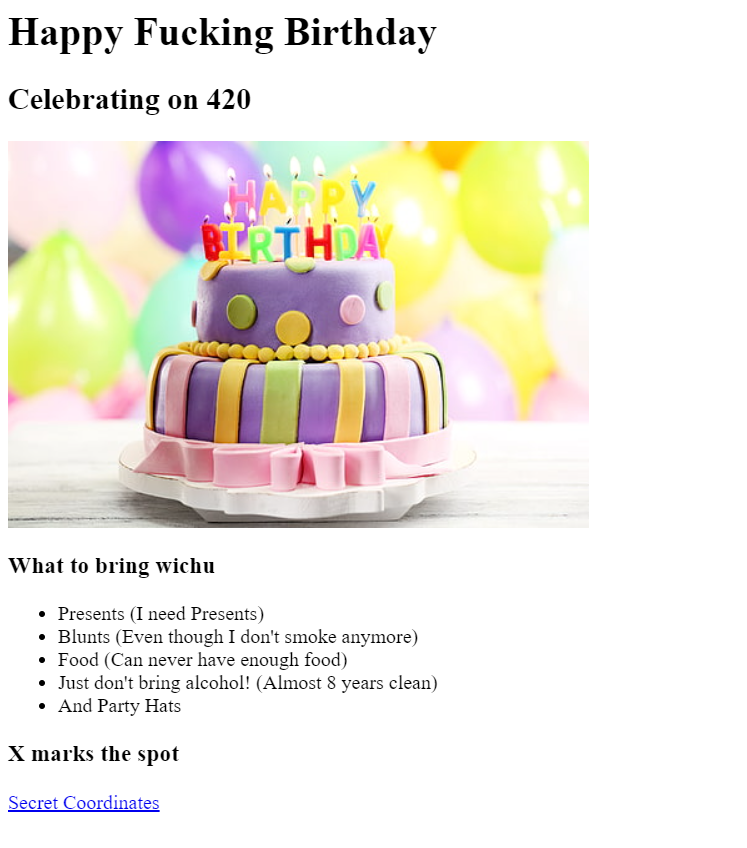 Happy Fucking Birthday
Celebrating on 420
HAPPY
BIRTHDAY
What to bring wichu
Presents (I need Presents)
Blunts (Even though I don't smoke anymore)
Food (Can never have enough food)
Just don't bring alcohol! (Almost 8 years clean)
And Party Hats
X marks the spot
Secret Coordinates